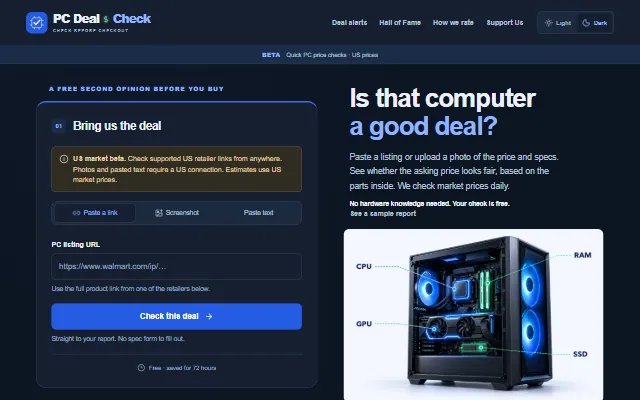 PC Deal $ Check
CHECK BEFORE CHECKOUT
Deal alerts
Hall of Fame
How we rate
Support Us
Light
Dark
BETA Quick PC price checks · US prices
A FREE SECOND OPINION BEFORE YOU BUY
01 Bring us the deal
US market beta. Check supported US retailer links from anywhere.
Photos and pasted text require a US connection. Estimates use US
market prices.
Paste a link
Screenshot
Paste text
PC listing URL
https://www.walmart.com/ip/...
Use the full product link from one of the retailers below.
Check this deal →
Straight to your report. No spec form to fill out.
Free · saved for 72 hours
Is that computer
a good deal?
Paste a listing or upload a photo of the price and specs.
See whether the asking price looks fair, based on the
parts inside. We check market prices daily.
No hardware knowledge needed. Your check is free.
See a sample report
CPU
RAM
GPU
SSD